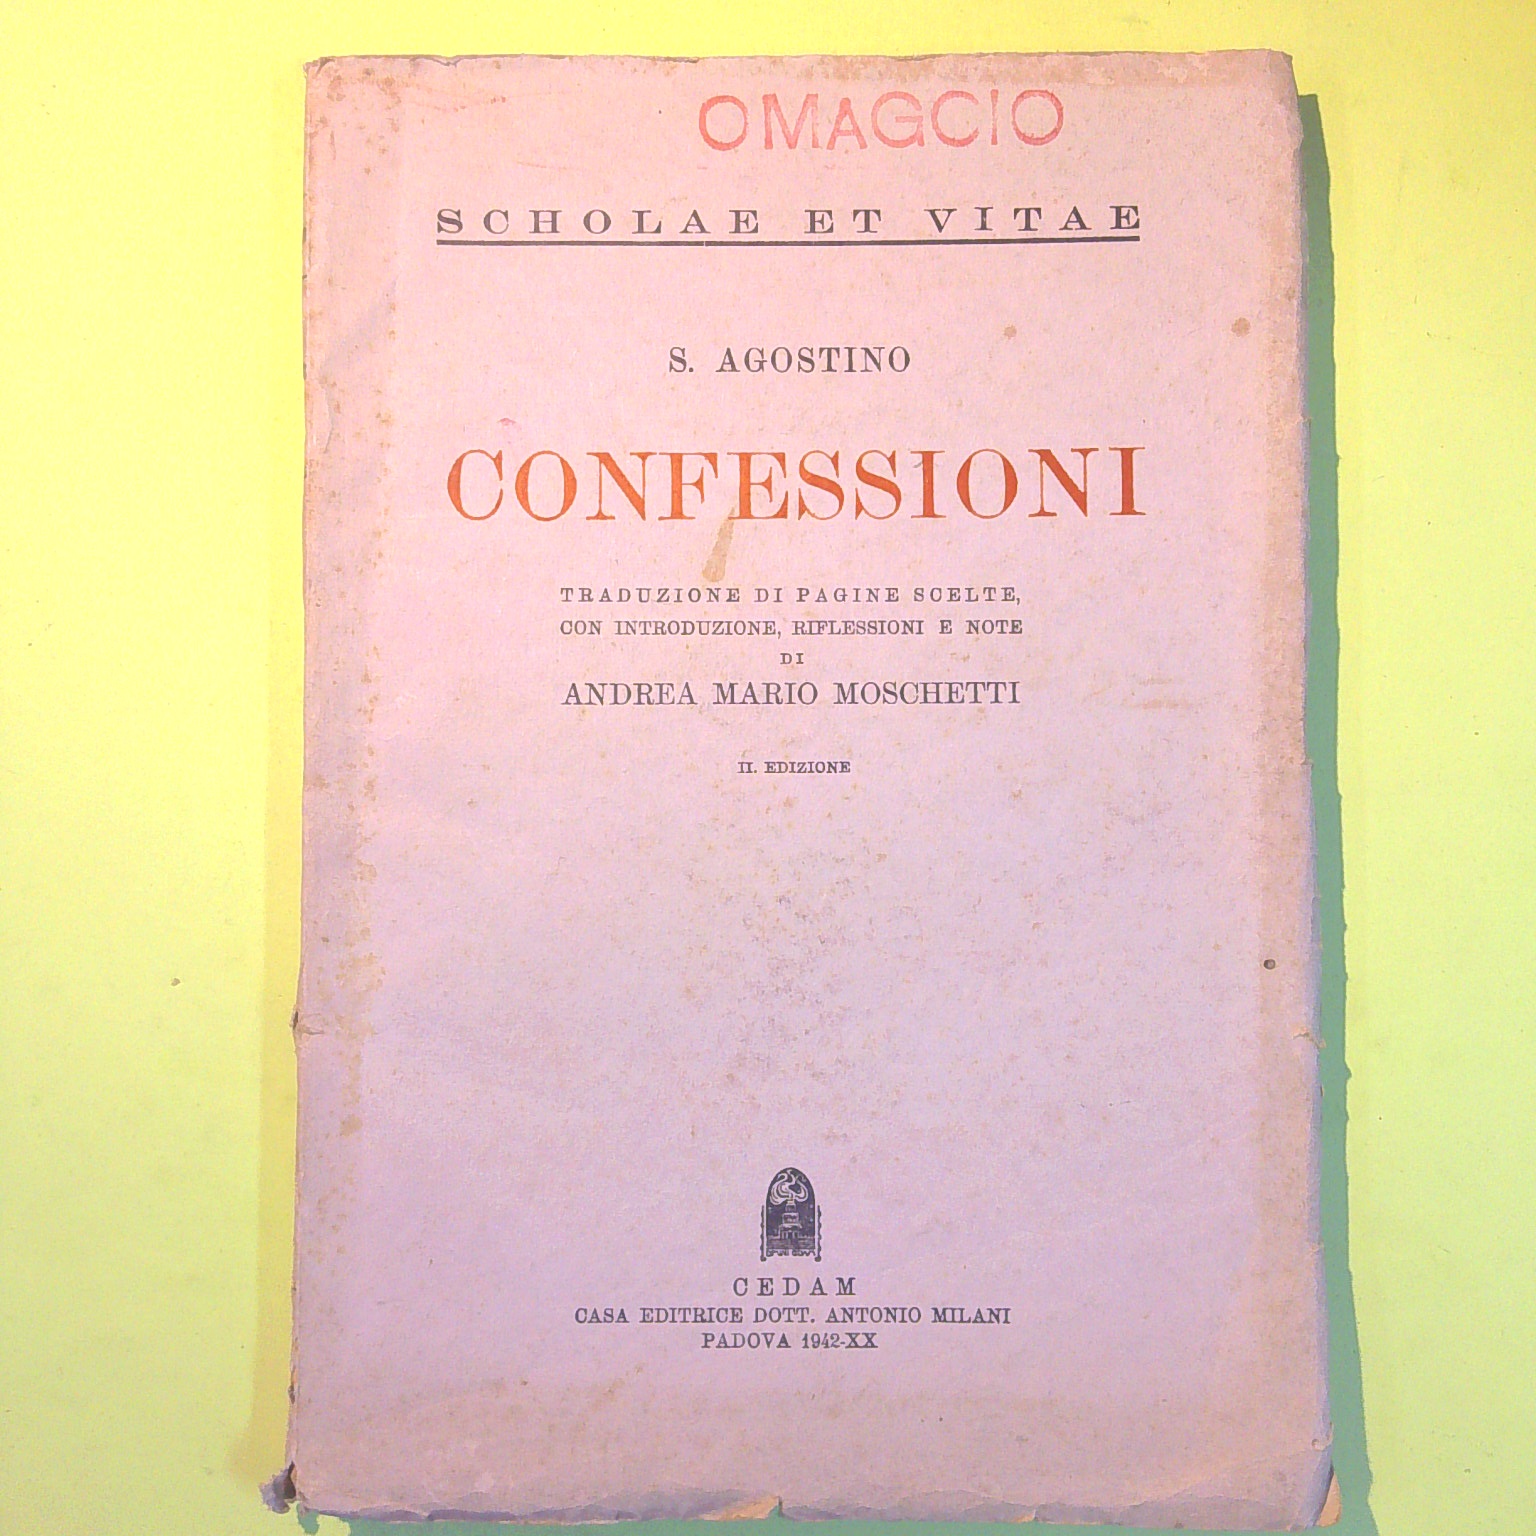 OMAGGIO
SCHOLAE ET VITAE
S. AGOSTINO
CONFESSIONI
TRADUZIONE DI PAGINE SCELTE,
CON INTRODUZIONE, RIFLESSIONI E NOTE
DI
ANDREA MARIO MOSCHETTI
II. EDIZIONE
CEDAM
CASA EDITRICE DOTT. ANTONIO MILANI
PADOVA 1942-XX